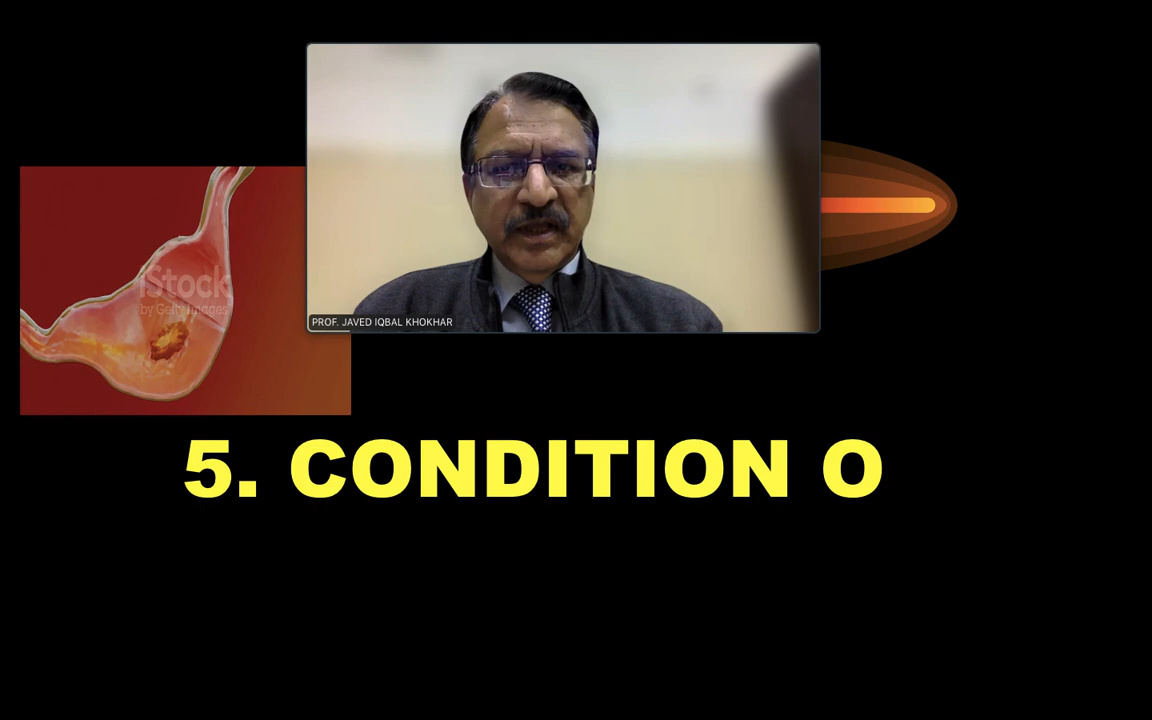 iStock
by Getty Images
PROF. JAVED IQBAL KHOKHAR
5. CONDITION O